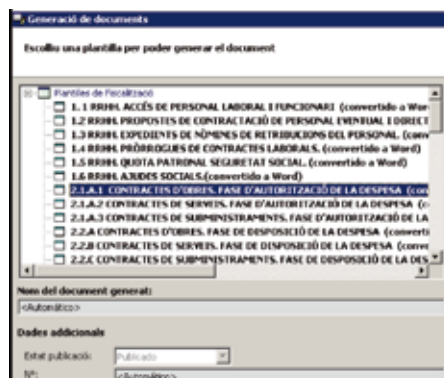 Generació de documents
Escolliu una plantilla per poder generar el document
Plantilles de Fiscalització
1. 1 RRHH. ACCÉS DE PERSONAL LABORAL I FUNCIONARI (convertido a Wor
1.2 RRHH. PROPOSTES DE CONTRACTACIÓ DE PERSONAL EVENTUAL I DIRECT
1.3 RRHH. EXPEDIENTS DE NÒMINES DE RETRIBUCIONS DEL PERSONAL. (conv
1.4 RRHH. PRÒRROGUES DE CONTRACTES LABORALS. (convertido a Word)
1.5 RRHH. QUOTA PATRONAL SEGURETAT SOCIAL. (convertido a Word)
1.6 RRHH. AJUDES SOCIALS.(convertido a Word)
2.1.A.1 CONTRACTES D'OBRES. FASE D'AUTORITZACIÓ DE LA DESPESA (con
2.1.A.2 CONTRACTES DE SERVEIS. FASE D'AUTORITZACIÓ DE LA DESPESA (c
2.1.A.3 CONTRACTES DE SUBMINISTRAMENTS. FASE D'AUTORITZACIÓ DE LA
2.2.A CONTRACTES D'OBRES. FASE DE DISPOSICIÓ DE LA DESPESA (converti
2.2.B CONTRACTES DE SERVEIS. FASE DE DISPOSICIÓ DE LA DESPESA (conve
2.2.C CONTRACTES DE SUBMINISTRAMENTS. FASE DE DISPOSICIÓ DE LA DES
Nom del document generat:
<Automático>
Dades addicionals
Estat publicació: Publicado
Nº: <Automático>